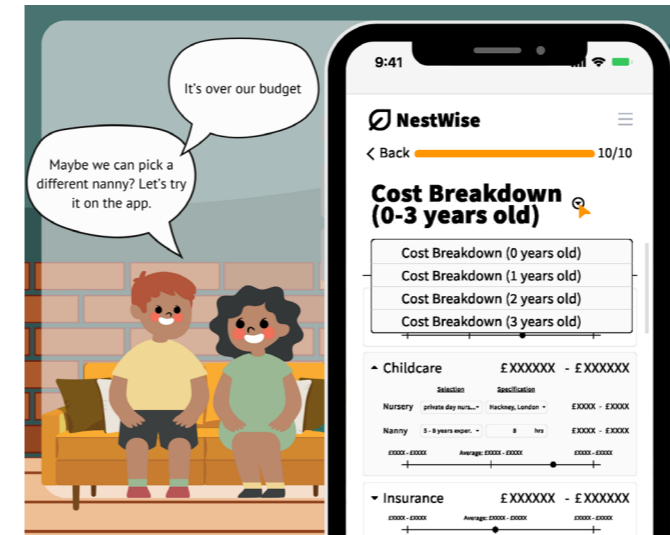 It's over our budget
Maybe we can pick a
different nanny? Let's try
it on the app.
9:41
NestWise
Back
10/10
Cost Breakdown
(0-3 years old)
Cost Breakdown (0 years old)
Cost Breakdown (1 years old)
Cost Breakdown (2 years old)
Cost Breakdown (3 years old)
Childcare £XXXXXX - £XXXXXX
Selection Specification
Nursery private day nurs... Hackney, London £XXXX - £XXXX
Nanny 5 - 8 years exper. 8 hrs £XXXX - £XXXX
£XXXX - £XXXX Average: £XXXX - £XXXX £XXXX - £XXXX
Insurance £XXXXXX - £XXXXXX
£XXXX - £XXXX Average: £XXXX - £XXXX £XXXX - £XXXX